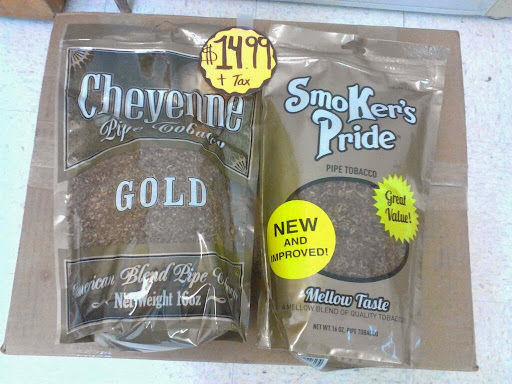 $14.99
+ Tax
Cheyenne
Pipe Tobacco
GOLD
American Blend Pipe
Net Weight 16oz
SmoKer's
Pride
PIPE TOBACCO
Great
Value!
NEW
AND
IMPROVED!
Mellow Taste
A MELLOW BLEND OF QUALITY TOBACCO
NET WT. 16 OZ. PIPE TOBACCO